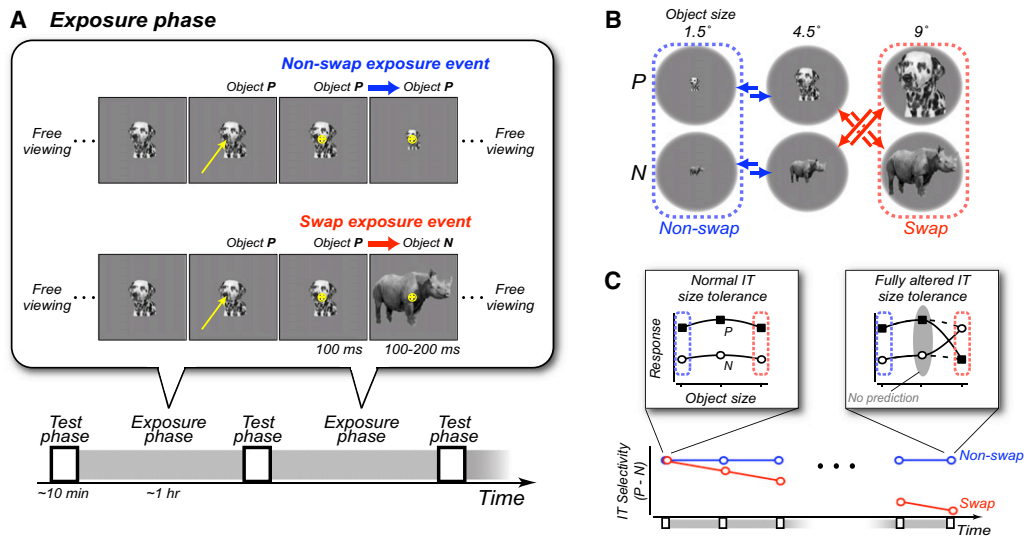 A Exposure phase
Non-swap exposure event
Object P
Object P
Object P
Free viewing
Free viewing
Swap exposure event
Object P
Object P
Object N
Free viewing
Free viewing
100 ms
100-200 ms
Test phase
Exposure phase
Test phase
Exposure phase
Test phase
~10 min
~1 hr
Time
B
Object size
1.5°
4.5°
9°
P
N
Non-swap
Swap
C
Normal IT
size tolerance
Response
P
N
Object size
Fully altered IT
size tolerance
No prediction
IT Selectivity
(P - N)
Non-swap
Swap
Time